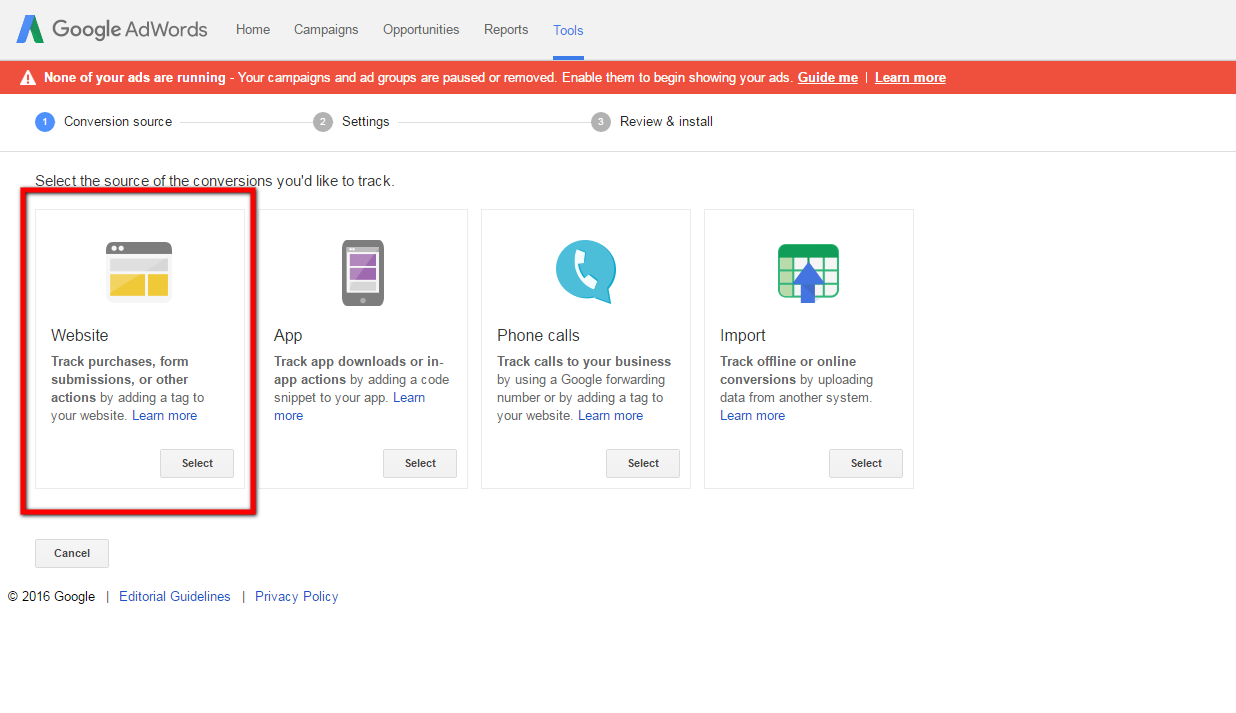 Google AdWords Home Campaigns Opportunities Reports Tools
None of your ads are running - Your campaigns and ad groups are paused or removed. Enable them to begin showing your ads. Guide me | Learn more
1 Conversion source 2 Settings 3 Review & install
Select the source of the conversions you'd like to track.
Website
Track purchases, form
submissions, or other
actions by adding a tag to
your website. Learn more
Select
App
Track app downloads or in-
app actions by adding a code
snippet to your app. Learn
more
Select
Phone calls
Track calls to your business
by using a Google forwarding
number or by adding a tag to
your website. Learn more
Select
Import
Track offline or online
conversions by uploading
data from another system.
Learn more
Select
Cancel
© 2016 Google | Editorial Guidelines | Privacy Policy